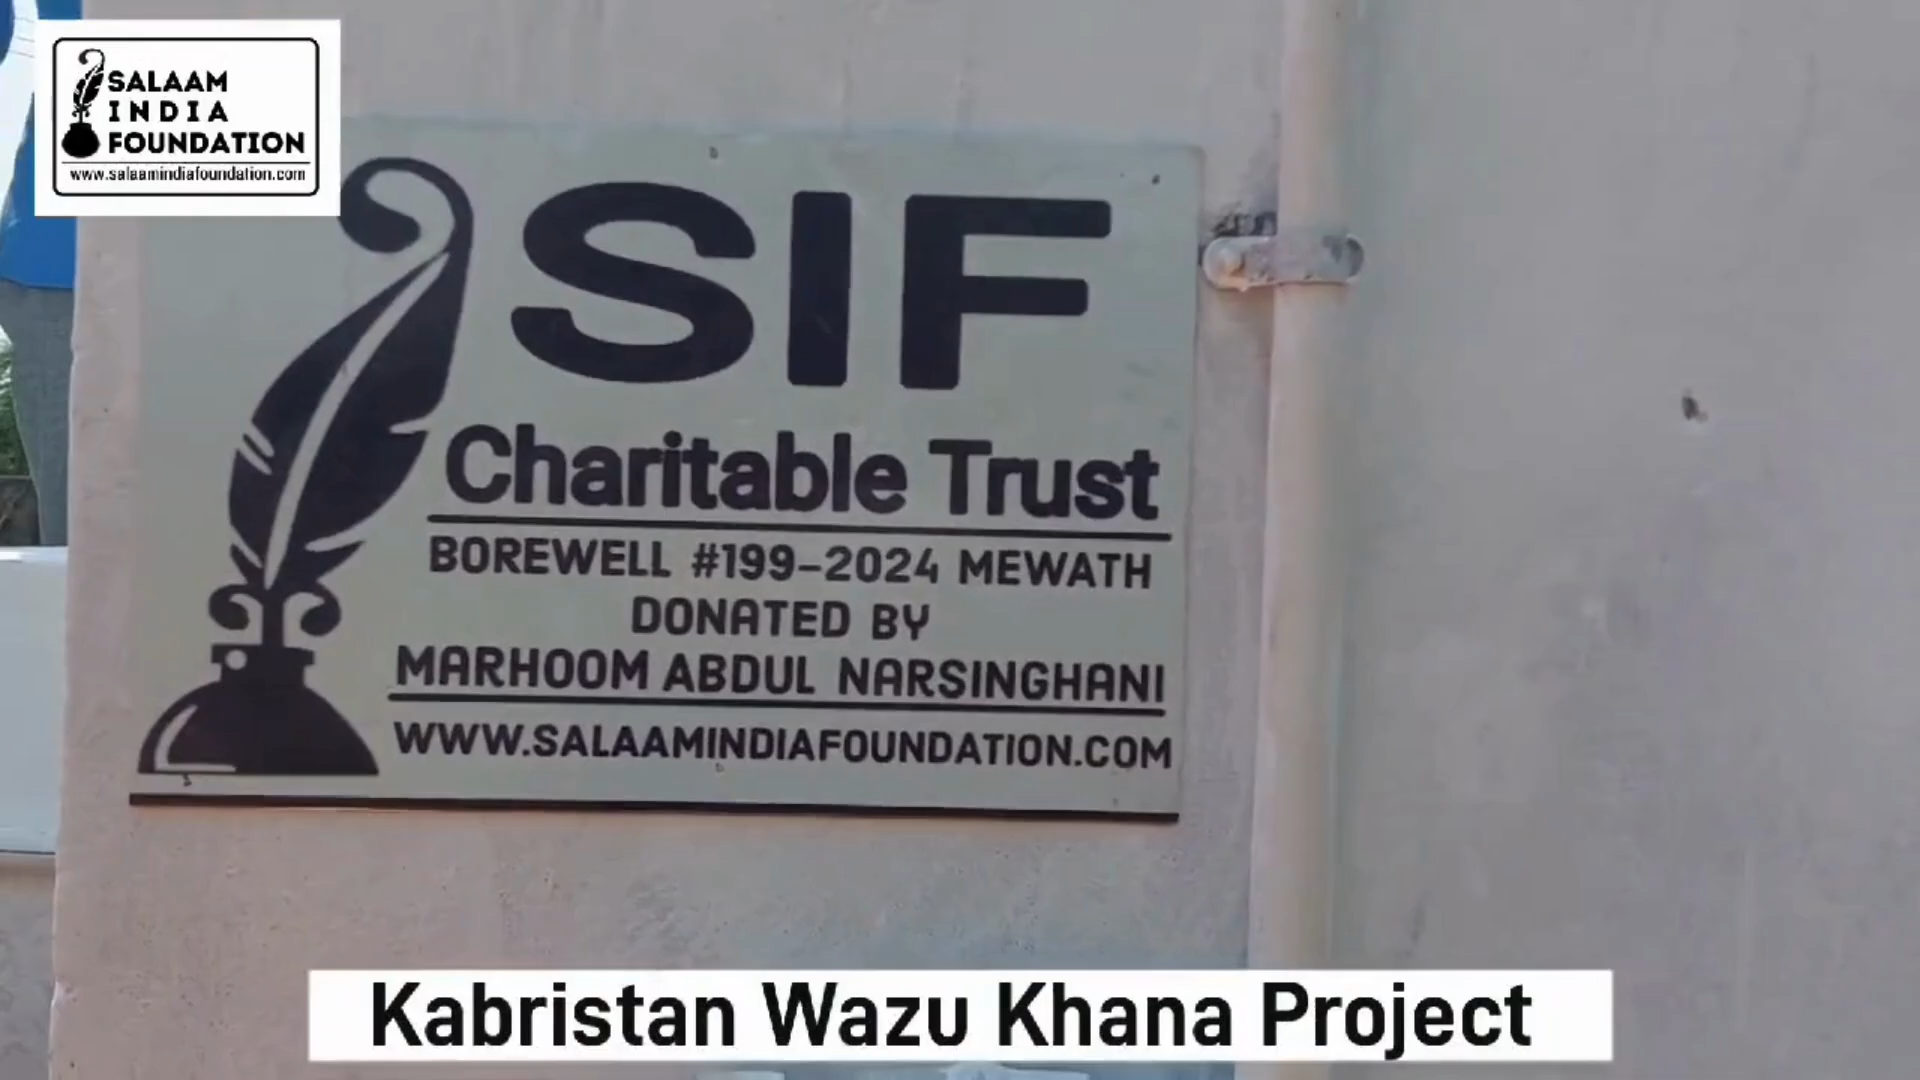 SALAAM
INDIA
FOUNDATION
www.salaamindiafoundation.com
SIF
Charitable Trust
BOREWELL #199-2024 MEWATH
DONATED BY
MARHOOM ABDUL NARSINGHANI
WWW.SALAAMINDIAFOUNDATION.COM
Kabristan Wazu Khana Project